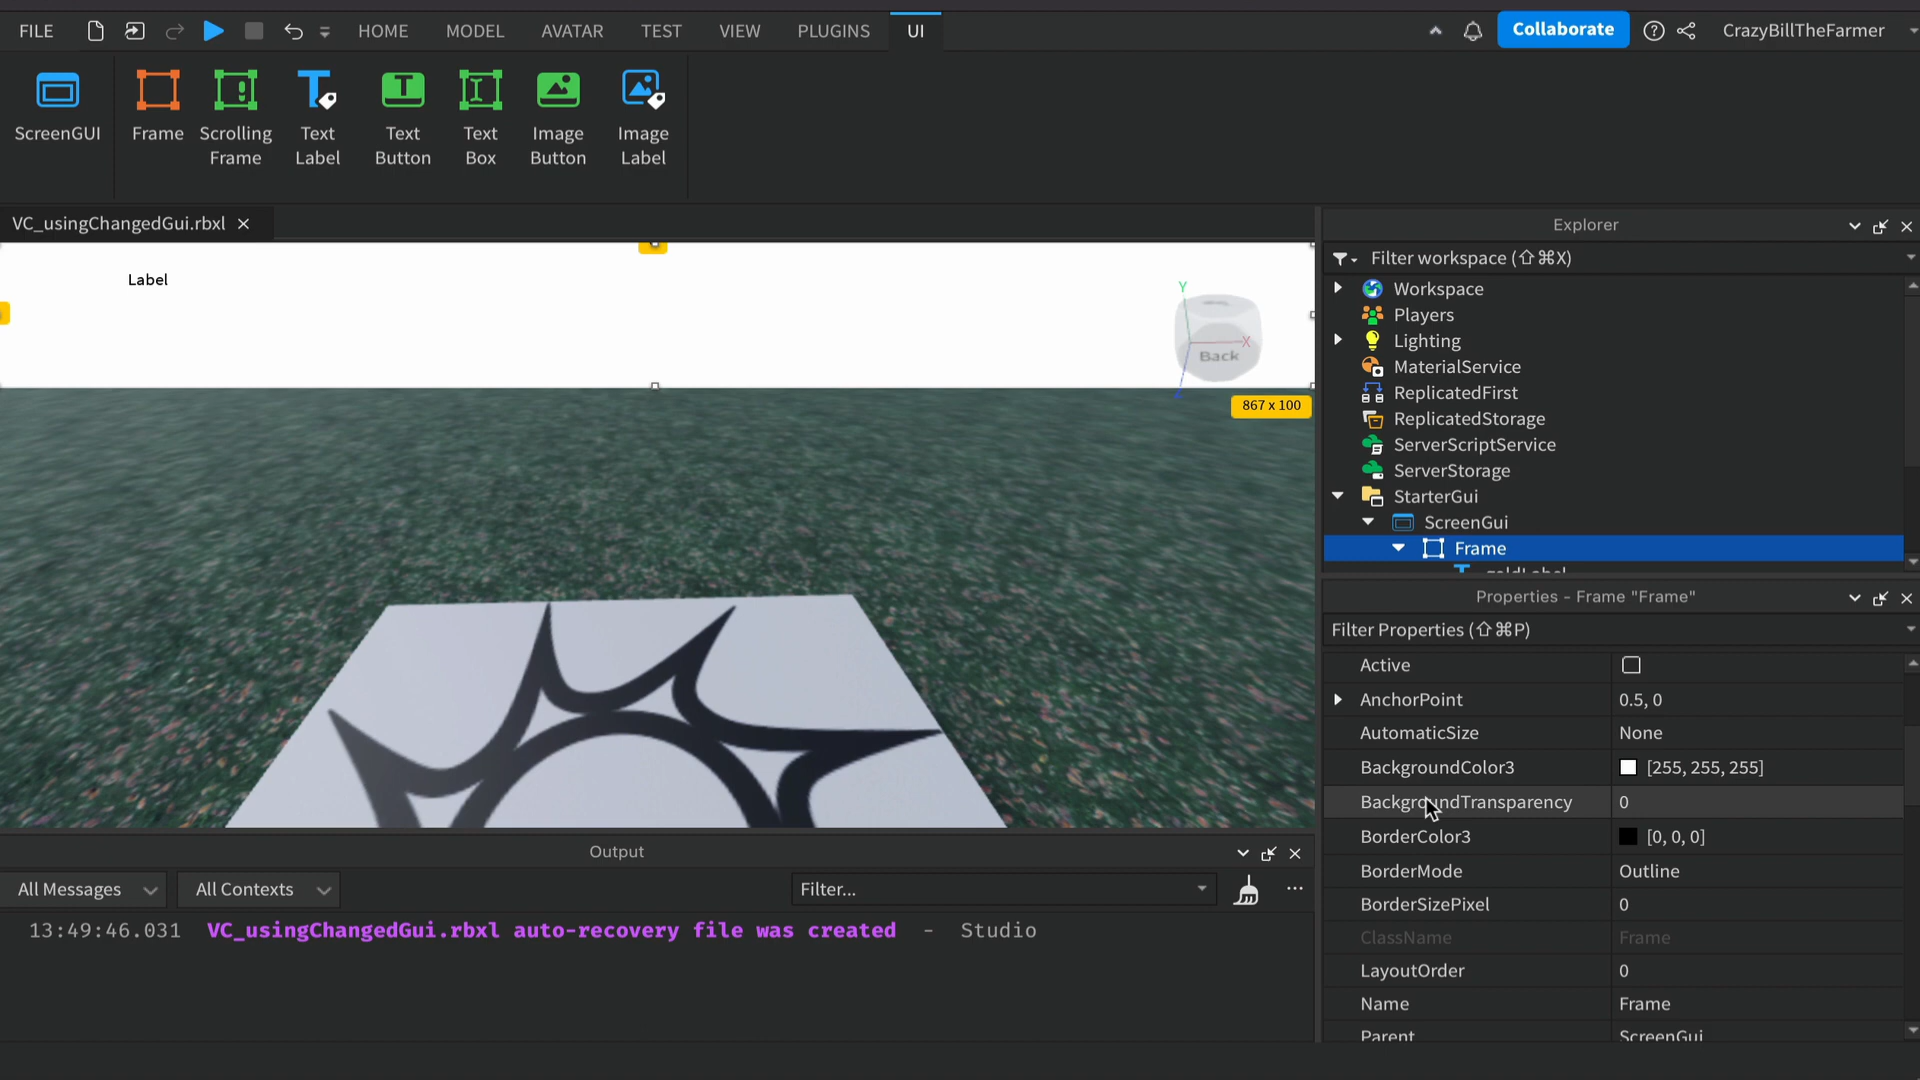 FILE HOME MODEL AVATAR TEST VIEW PLUGINS UI Collaborate CrazyBillTheFarmer
ScreenGUI
Frame
Scrolling
Frame
Text
Label
Text
Button
Text
Box
Image
Button
Image
Label
VC_usingChangedGui.rbxl
Label
Y
X
Back
867 x 100
Explorer
Filter workspace (⇧⌘X)
Workspace
Players
Lighting
MaterialService
ReplicatedFirst
ReplicatedStorage
ServerScriptService
ServerStorage
StarterGui
ScreenGui
Frame
goldLabel
Properties - Frame "Frame"
Filter Properties (⇧⌘P)
Active
AnchorPoint 0.5, 0
AutomaticSize None
BackgroundColor3 [255, 255, 255]
BackgroundTransparency 0
BorderColor3 [0, 0, 0]
BorderMode Outline
BorderSizePixel 0
ClassName Frame
LayoutOrder 0
Name Frame
Parent ScreenGui
Output
All Messages All Contexts Filter...
13:49:46.031 VC_usingChangedGui.rbxl auto-recovery file was created - Studio